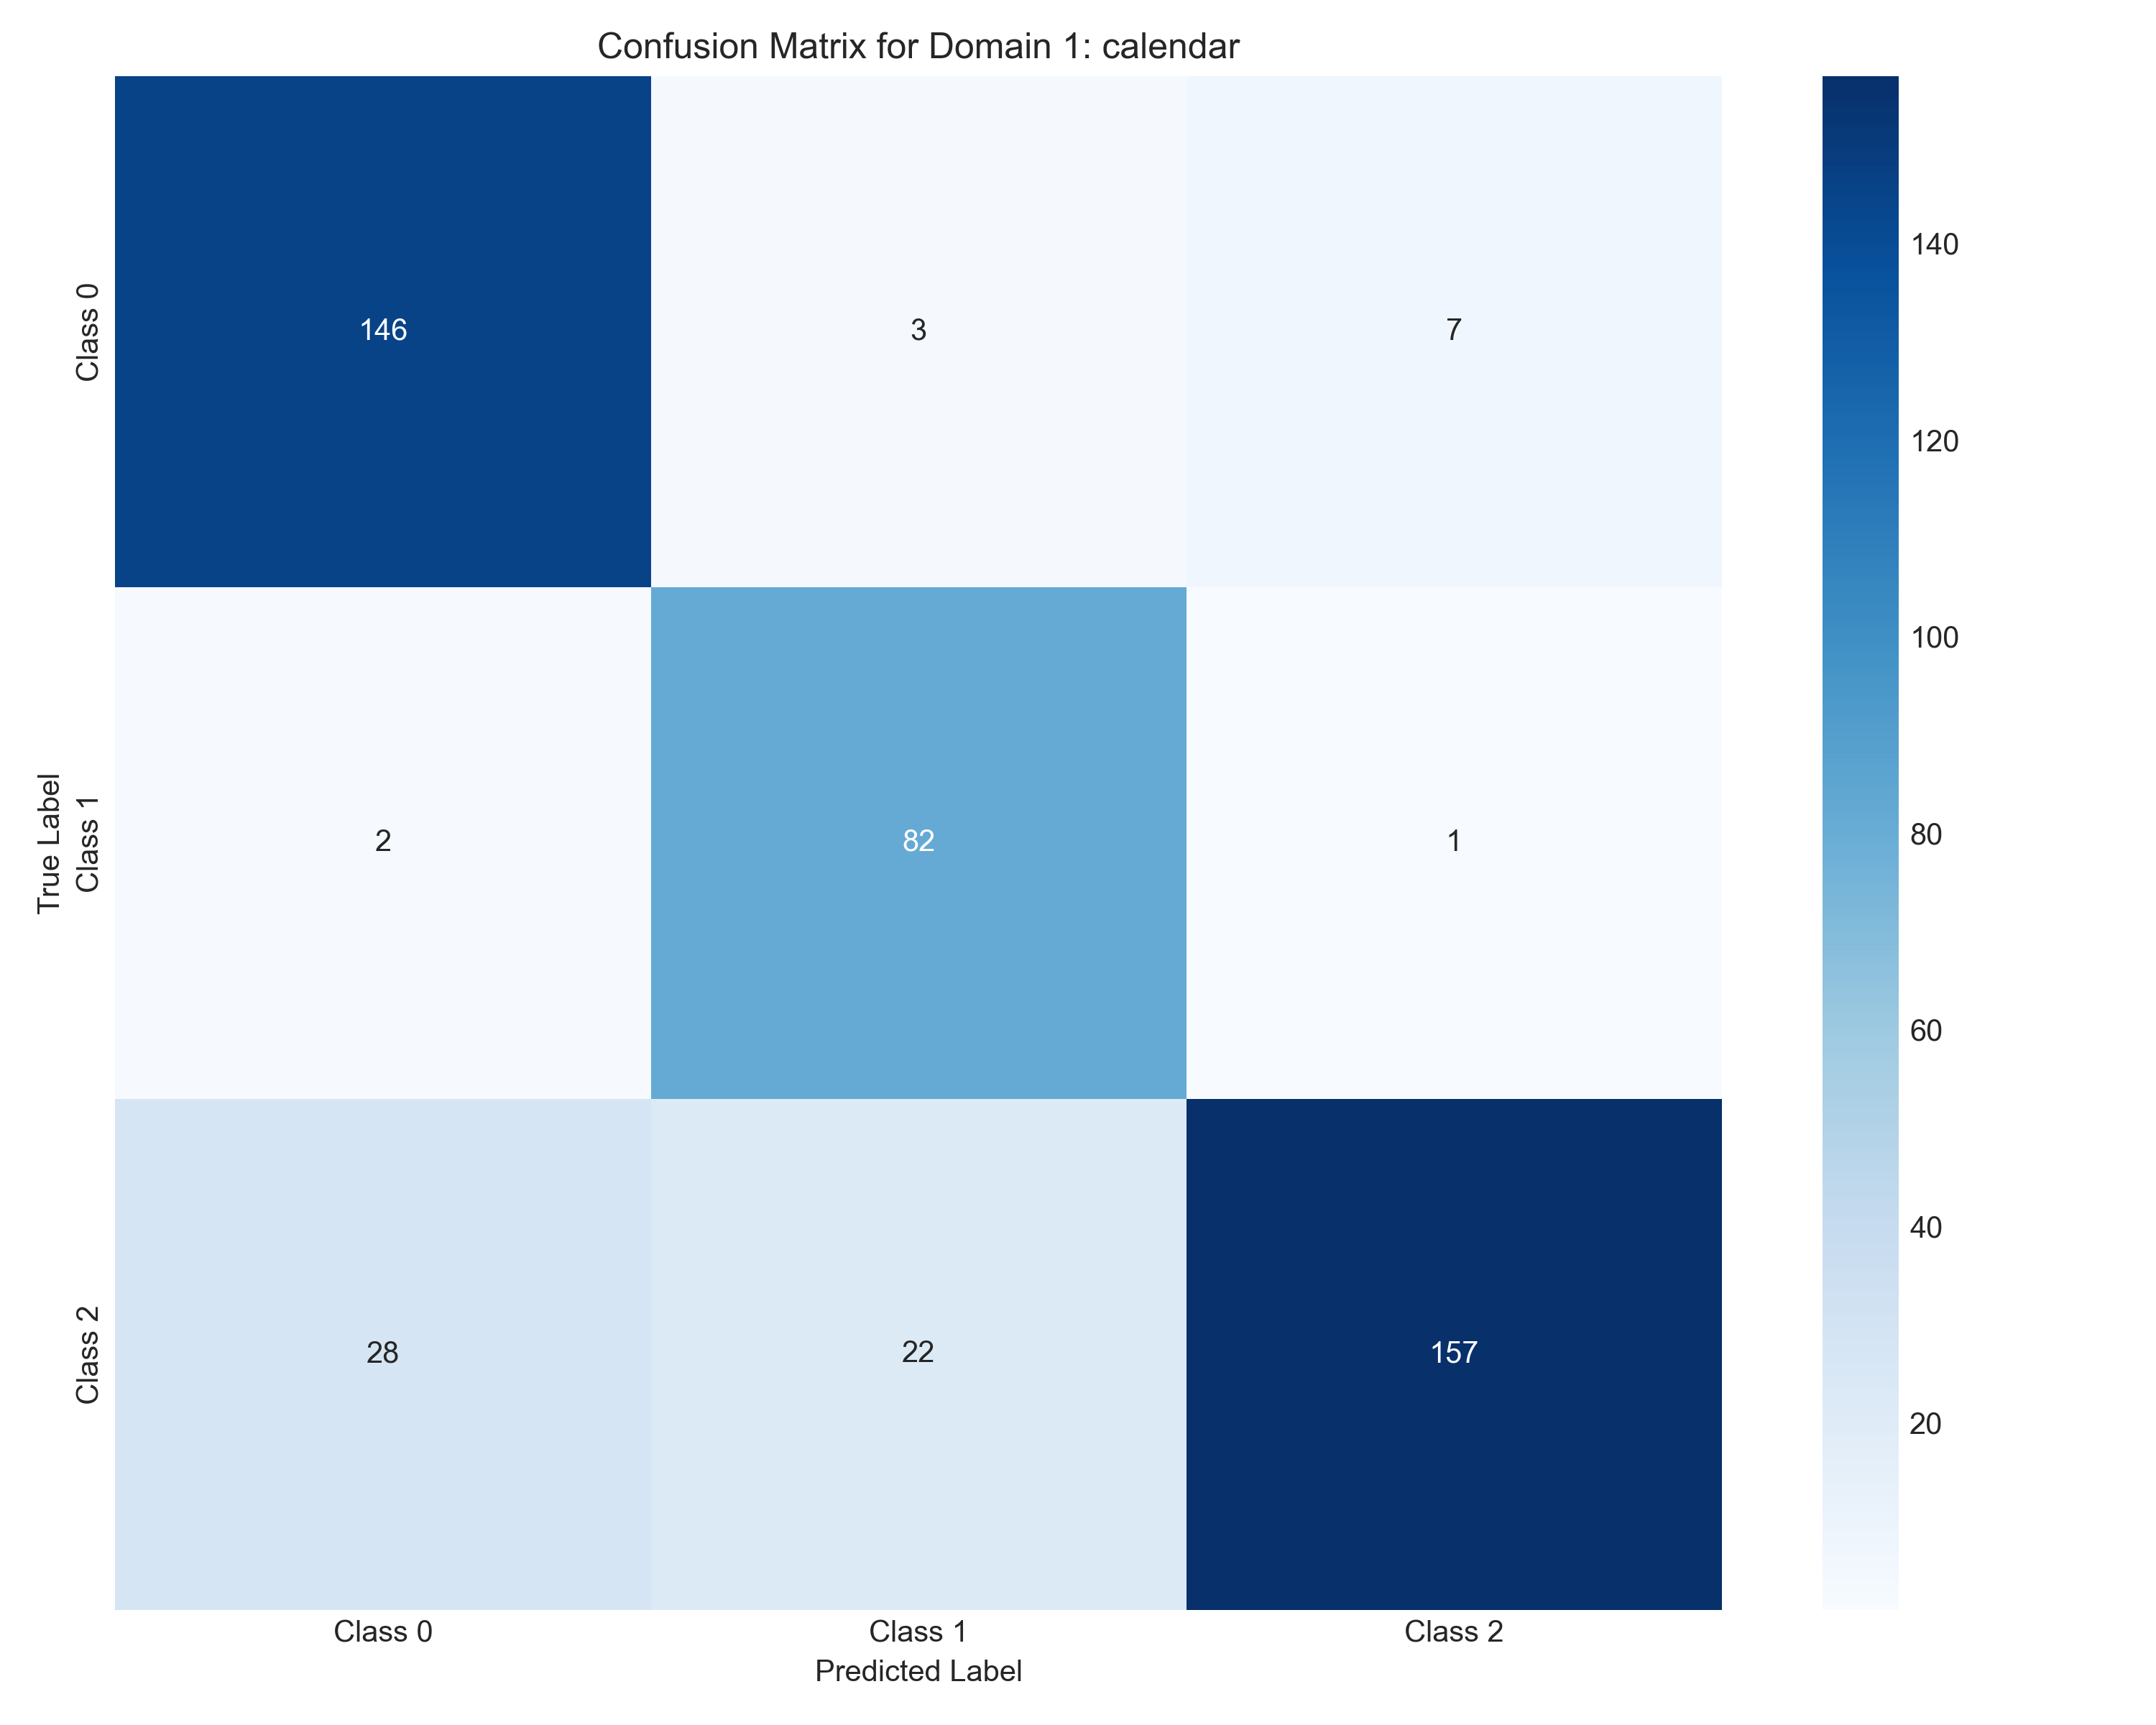 Confusion Matrix for Domain 1: calendar
Class 0
146
3
7
140
120
100
True Label
Class 1
2
82
1
80
60
Class 2
28
22
157
40
20
Class 0
Class 1
Class 2
Predicted Label